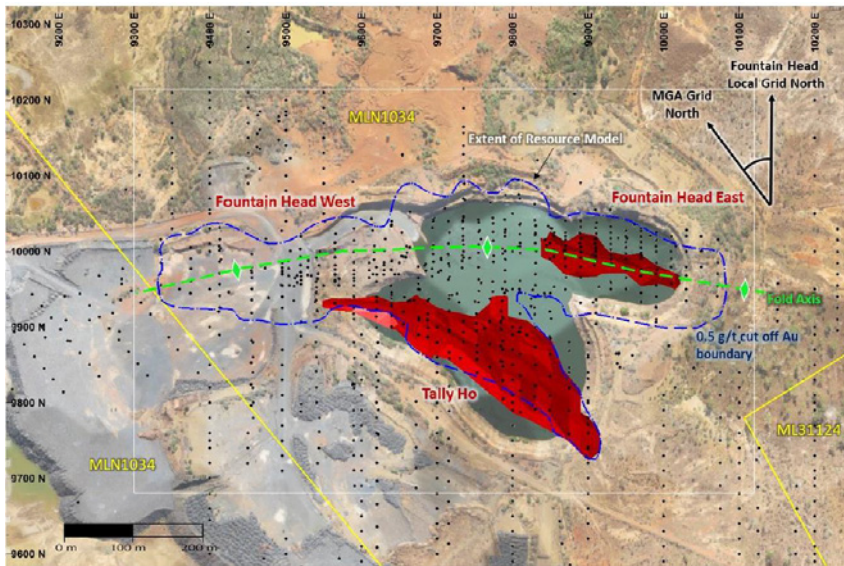 9200
9300
9400 E
9500 E
9600 E
9700 E
9800 E
9900 E
10000 E
10100 E
10200 E
10300 N
10200 N
10100 N
10000 N
9900 N
9800 N
9700 N
9600 N
Fountain Head
Local Grid North
MGA Grid
North
MLN1034
Extent of Resource Model
Fountain Head West
Fountain Head East
Fold Axis
0.5 g/t cut off Au
boundary
Tally Ho
ML31124
MLN1034
0 m
100 m
200 m